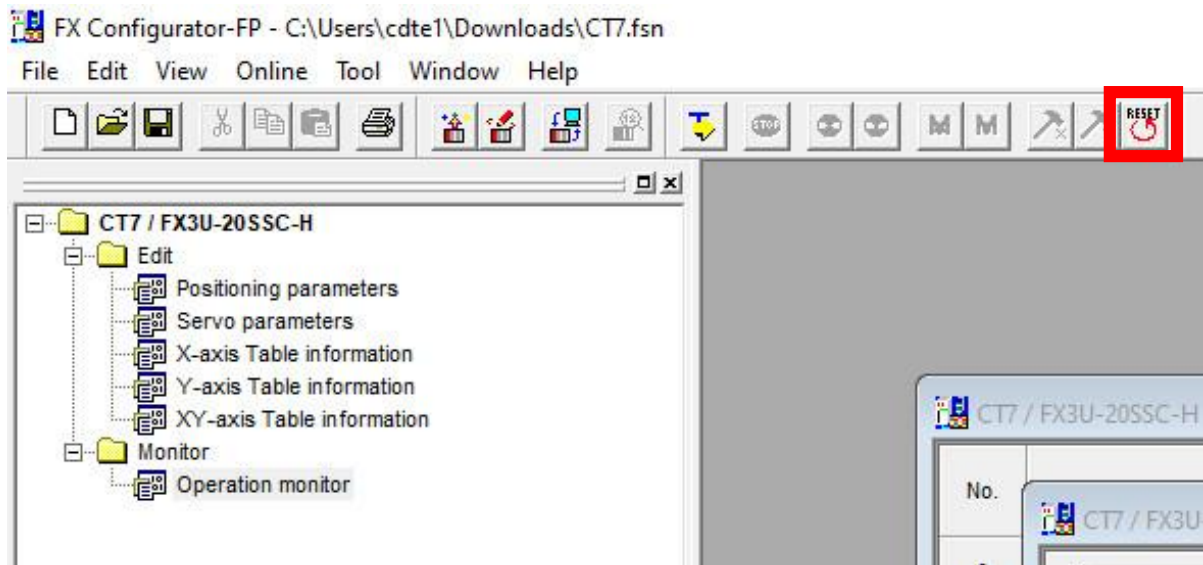 FX Configurator-FP - C:\Users\cdte1\Downloads\CT7.fsn
File Edit View Online Tool Window Help
STOP M M RESET
CT7 / FX3U-20SSC-H
Edit
Positioning parameters
Servo parameters
X-axis Table information
Y-axis Table information
XY-axis Table information
Monitor
Operation monitor
CT7 / FX3U-20SSC-H
No.
CT7 / FX3U